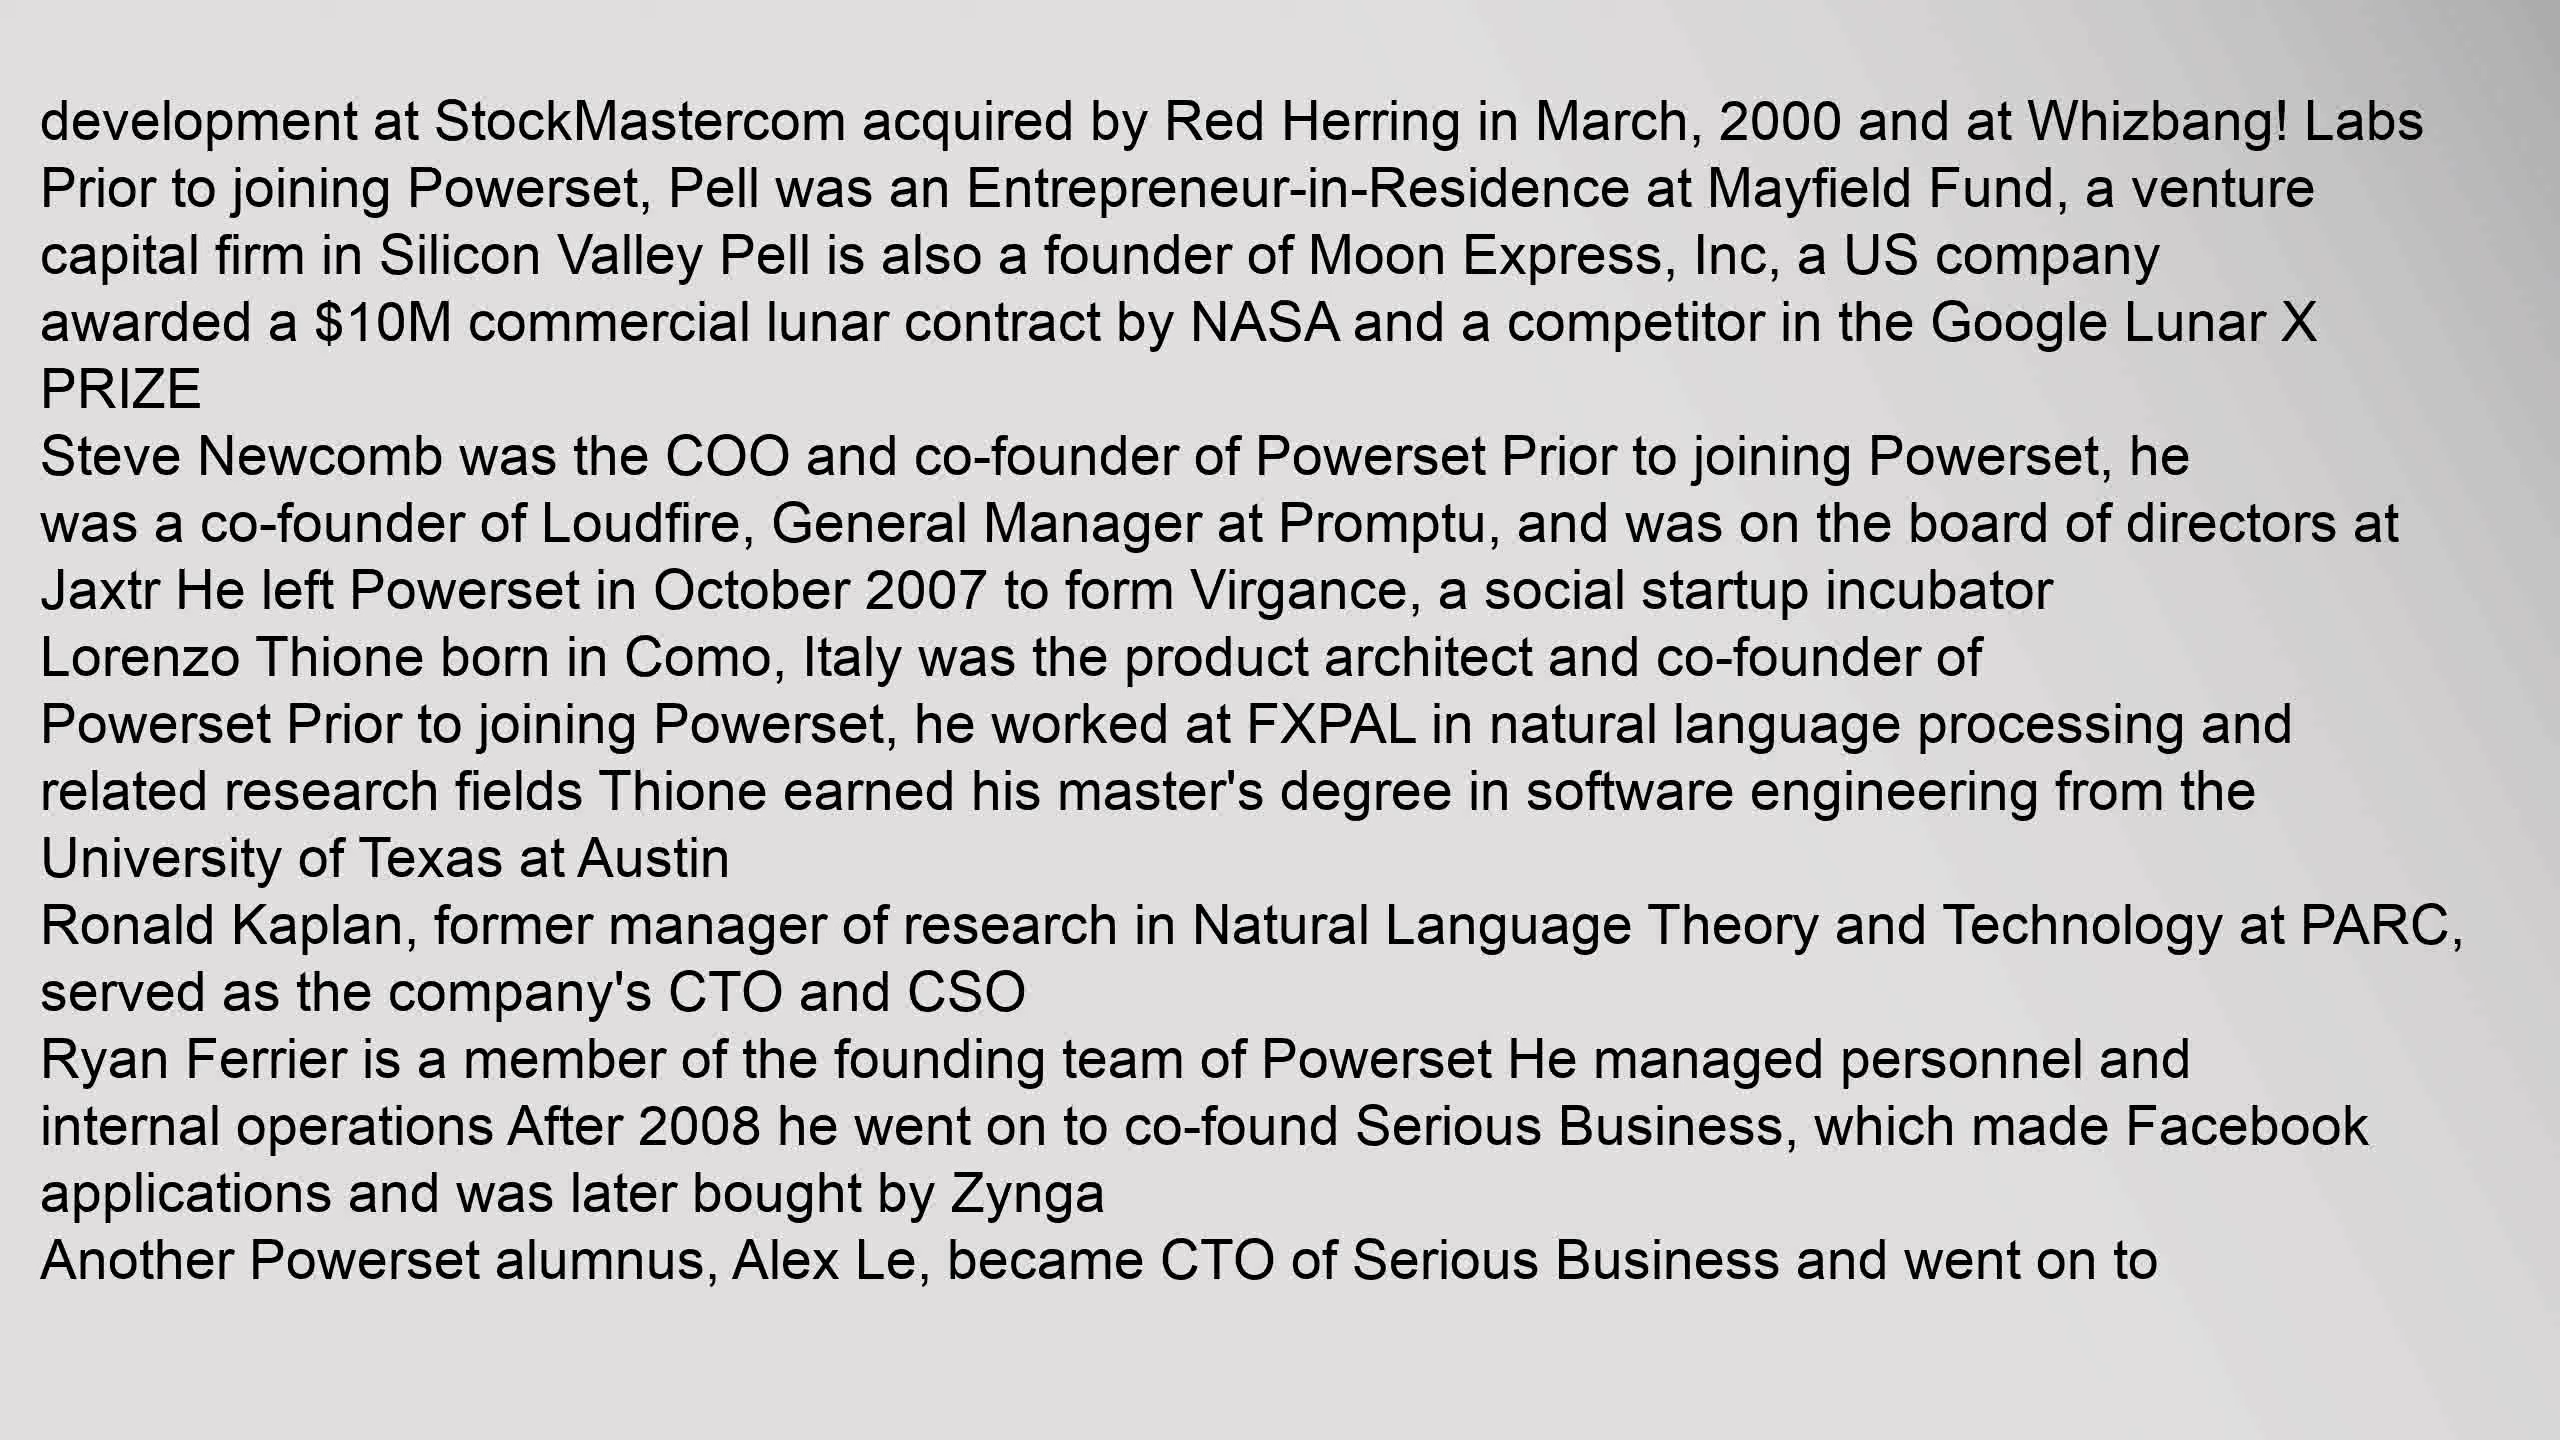 development at StockMastercom acquired by Red Herring in March, 2000 and at Whizbang! Labs
Prior to joining Powerset, Pell was an Entrepreneur-in-Residence at Mayfield Fund, a venture
capital firm in Silicon Valley Pell is also a founder of Moon Express, Inc, a US company
awarded a $10M commercial lunar contract by NASA and a competitor in the Google Lunar X
PRIZE
Steve Newcomb was the COO and co-founder of Powerset Prior to joining Powerset, he
was a co-founder of Loudfire, General Manager at Promptu, and was on the board of directors at
Jaxtr He left Powerset in October 2007 to form Virgance, a social startup incubator
Lorenzo Thione born in Como, Italy was the product architect and co-founder of
Powerset Prior to joining Powerset, he worked at FXPAL in natural language processing and
related research fields Thione earned his master's degree in software engineering from the
University of Texas at Austin
Ronald Kaplan, former manager of research in Natural Language Theory and Technology at PARC,
served as the company's CTO and CSO
Ryan Ferrier is a member of the founding team of Powerset He managed personnel and
internal operations After 2008 he went on to co-found Serious Business, which made Facebook
applications and was later bought by Zynga
Another Powerset alumnus, Alex Le, became CTO of Serious Business and went on to